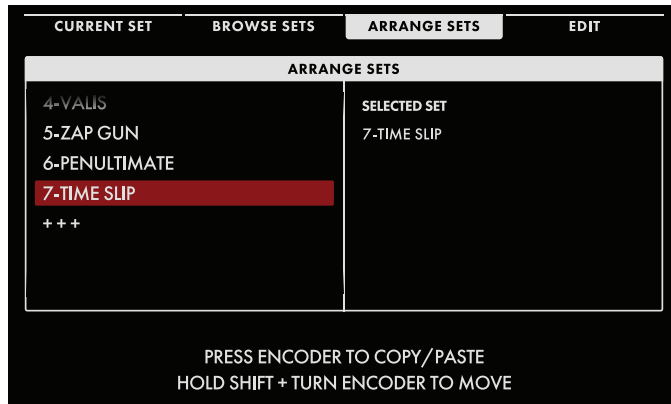 CURRENT SET BROWSE SETS ARRANGE SETS EDIT
ARRANGE SETS
4-VALIS
5-ZAP GUN
6-PENULTIMATE
7-TIME SLIP
+++
SELECTED SET
7-TIME SLIP
PRESS ENCODER TO COPY/PASTE
HOLD SHIFT + TURN ENCODER TO MOVE